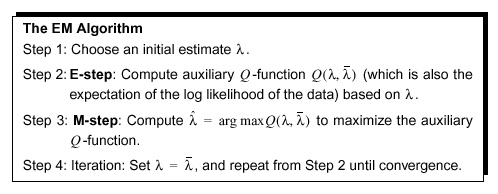 The EM Algorithm
Step 1: Choose an initial estimate λ.
Step 2: E-step: Compute auxiliary Q-function Q(λ, λ̄) (which is also the
expectation of the log likelihood of the data) based on λ.
Step 3: M-step: Compute λ̂ = arg max Q(λ, λ̄) to maximize the auxiliary
Q-function.
Step 4: Iteration: Set λ = λ̄, and repeat from Step 2 until convergence.